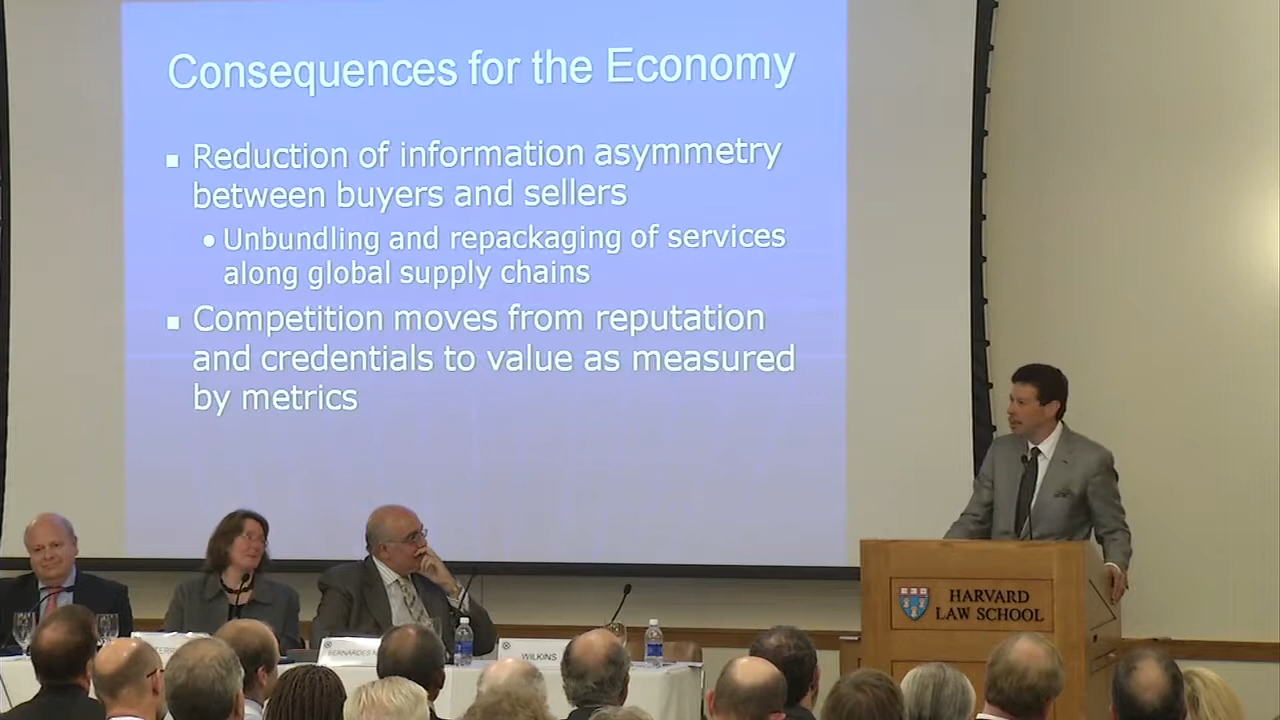 Consequences for the Economy
Reduction of information asymmetry
between buyers and sellers
Unbundling and repackaging of services
along global supply chains
Competition moves from reputation
and credentials to value as measured
by metrics
HARVARD
LAW SCHOOL
WILKINS